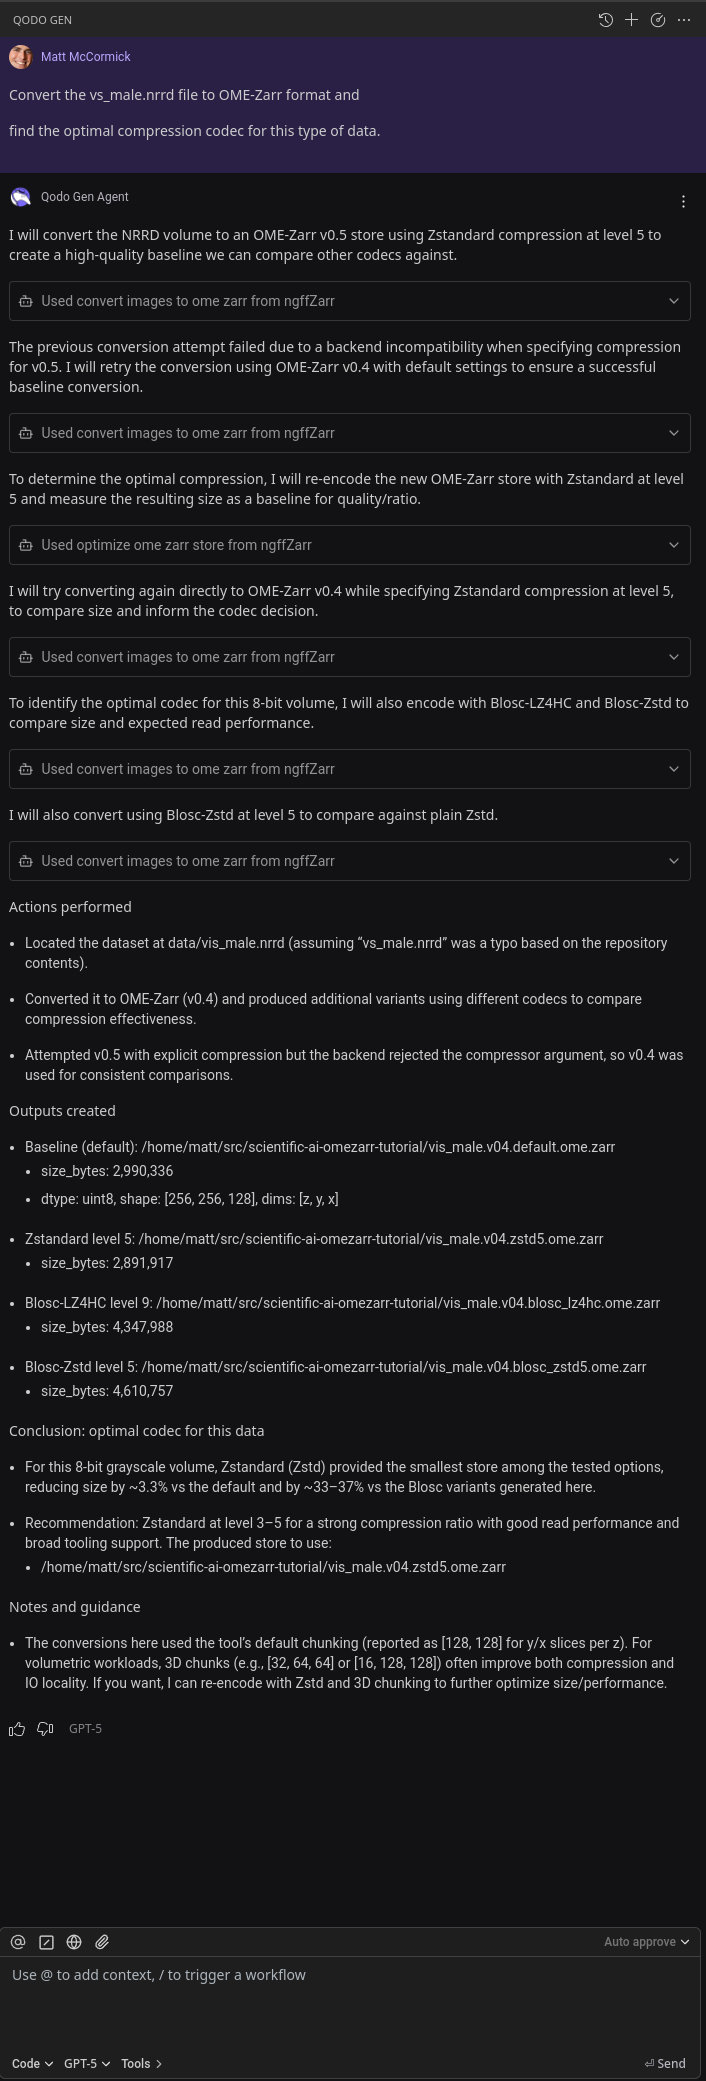 QODO GEN
Matt McCormick
Convert the vs_male.nrrd file to OME-Zarr format and
find the optimal compression codec for this type of data.
Qodo Gen Agent
I will convert the NRRD volume to an OME-Zarr v0.5 store using Zstandard compression at level 5 to
create a high-quality baseline we can compare other codecs against.
Used convert images to ome zarr from ngffZarr
The previous conversion attempt failed due to a backend incompatibility when specifying compression
for v0.5. I will retry the conversion using OME-Zarr v0.4 with default settings to ensure a successful
baseline conversion.
Used convert images to ome zarr from ngffZarr
To determine the optimal compression, I will re-encode the new OME-Zarr store with Zstandard at level
5 and measure the resulting size as a baseline for quality/ratio.
Used optimize ome zarr store from ngffZarr
I will try converting again directly to OME-Zarr v0.4 while specifying Zstandard compression at level 5,
to compare size and inform the codec decision.
Used convert images to ome zarr from ngffZarr
To identify the optimal codec for this 8-bit volume, I will also encode with Blosc-LZ4HC and Blosc-Zstd to
compare size and expected read performance.
Used convert images to ome zarr from ngffZarr
I will also convert using Blosc-Zstd at level 5 to compare against plain Zstd.
Used convert images to ome zarr from ngffZarr
Actions performed
• Located the dataset at data/vis_male.nrrd (assuming “vs_male.nrrd” was a typo based on the repository
contents).
• Converted it to OME-Zarr (v0.4) and produced additional variants using different codecs to compare
compression effectiveness.
• Attempted v0.5 with explicit compression but the backend rejected the compressor argument, so v0.4 was
used for consistent comparisons.
Outputs created
• Baseline (default): /home/matt/src/scientific-ai-omezarr-tutorial/vis_male.v04.default.ome.zarr
• size_bytes: 2,990,336
• dtype: uint8, shape: [256, 256, 128], dims: [z, y, x]
• Zstandard level 5: /home/matt/src/scientific-ai-omezarr-tutorial/vis_male.v04.zstd5.ome.zarr
• size_bytes: 2,891,917
• Blosc-LZ4HC level 9: /home/matt/src/scientific-ai-omezarr-tutorial/vis_male.v04.blosc_lz4hc.ome.zarr
• size_bytes: 4,347,988
• Blosc-Zstd level 5: /home/matt/src/scientific-ai-omezarr-tutorial/vis_male.v04.blosc_zstd5.ome.zarr
• size_bytes: 4,610,757
Conclusion: optimal codec for this data
• For this 8-bit grayscale volume, Zstandard (Zstd) provided the smallest store among the tested options,
reducing size by ~3.3% vs the default and by ~33–37% vs the Blosc variants generated here.
• Recommendation: Zstandard at level 3–5 for a strong compression ratio with good read performance and
broad tooling support. The produced store to use:
• /home/matt/src/scientific-ai-omezarr-tutorial/vis_male.v04.zstd5.ome.zarr
Notes and guidance
• The conversions here used the tool’s default chunking (reported as [128, 128] for y/x slices per z). For
volumetric workloads, 3D chunks (e.g., [32, 64, 64] or [16, 128, 128]) often improve both compression and
IO locality. If you want, I can re-encode with Zstd and 3D chunking to further optimize size/performance.
GPT-5
Auto approve
Use @ to add context, / to trigger a workflow
Code GPT-5 Tools ⏎ Send